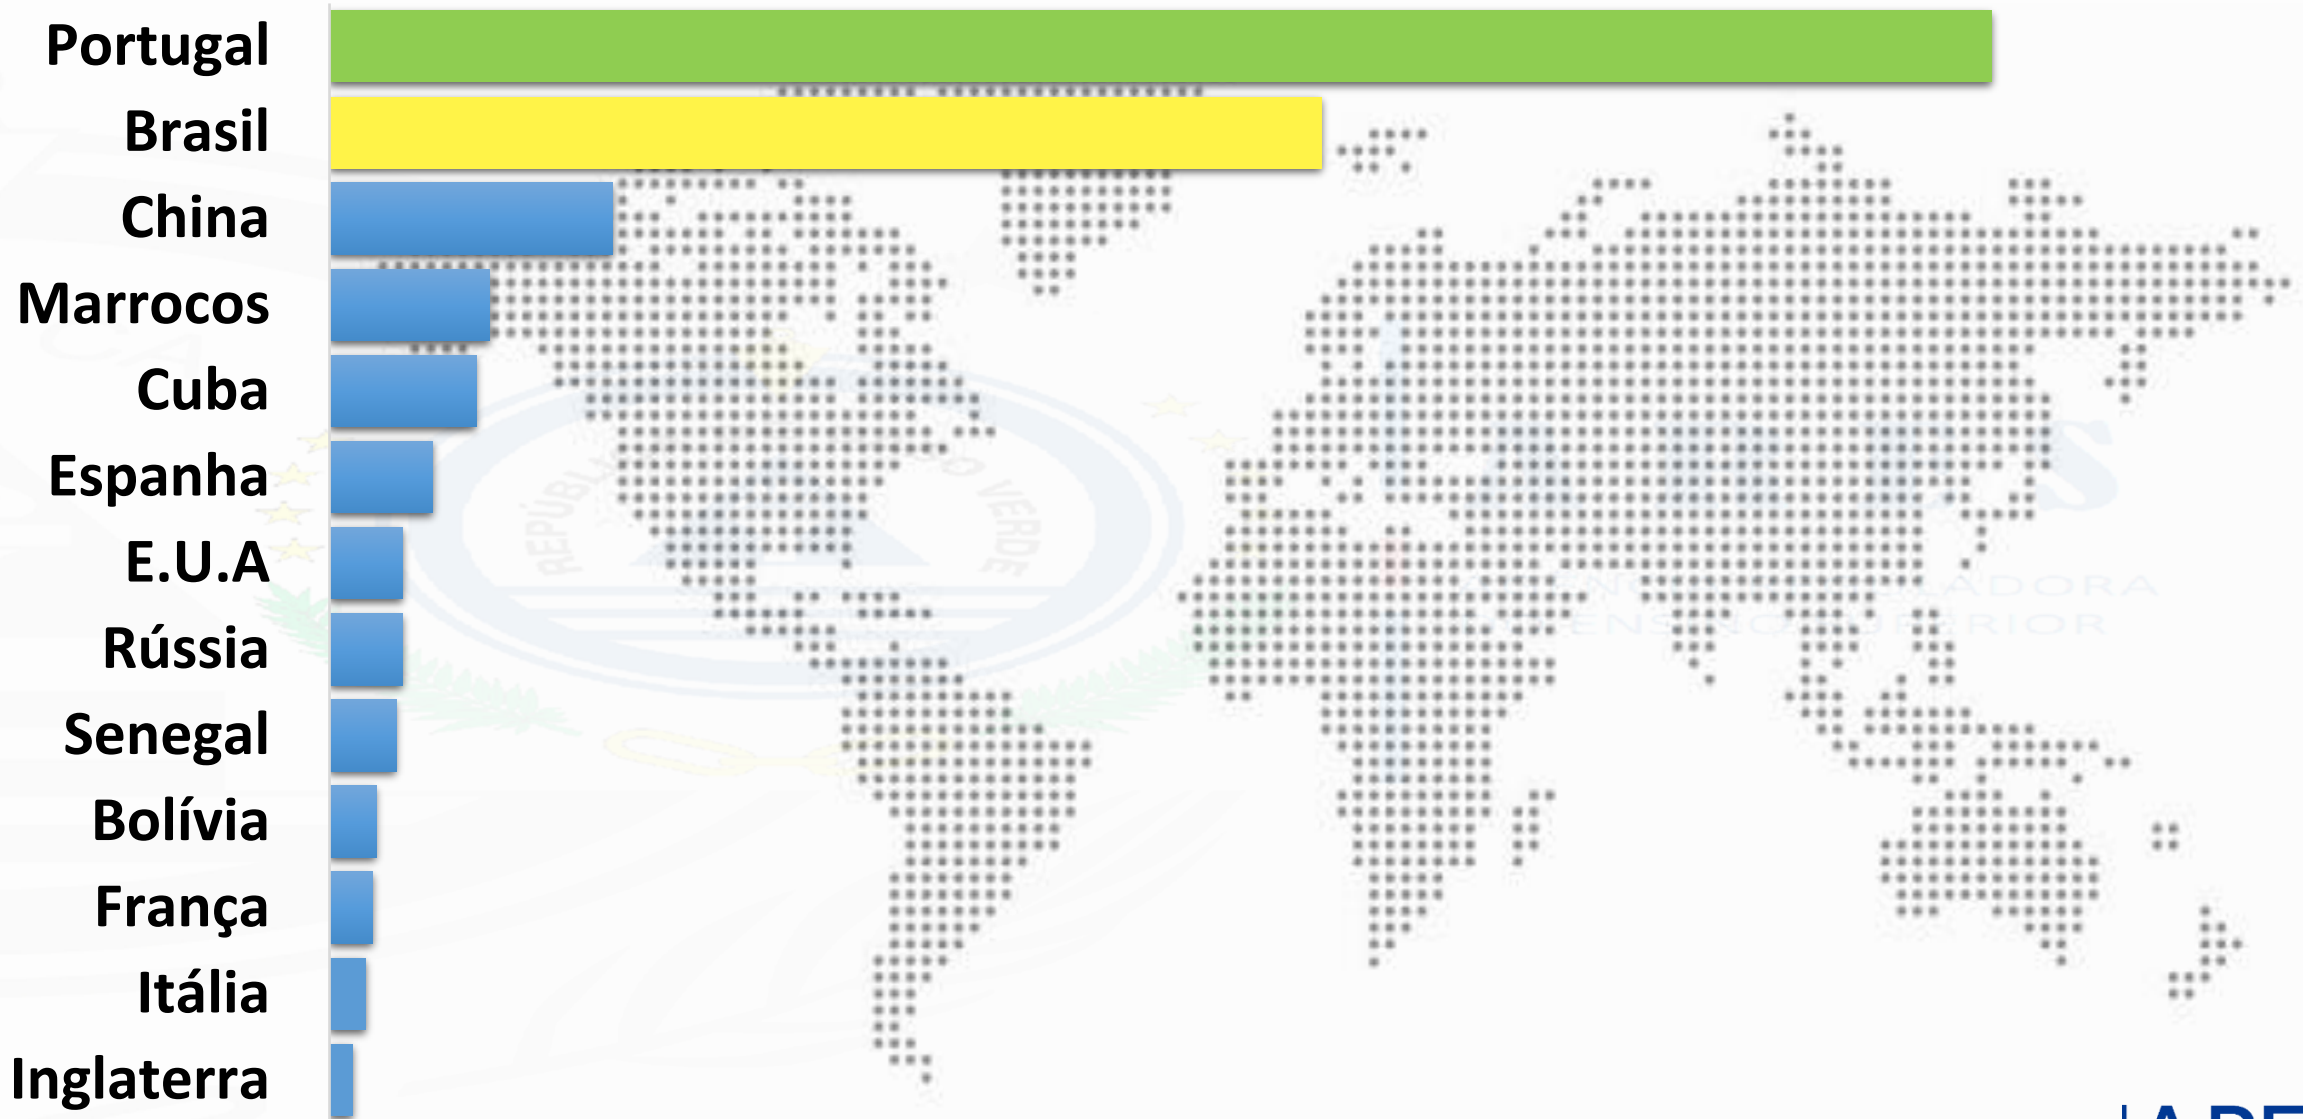 Portugal
Brasil
China
Marrocos
Cuba
Espanha
E.U.A
Rússia
Senegal
Bolívia
França
Itália
Inglaterra